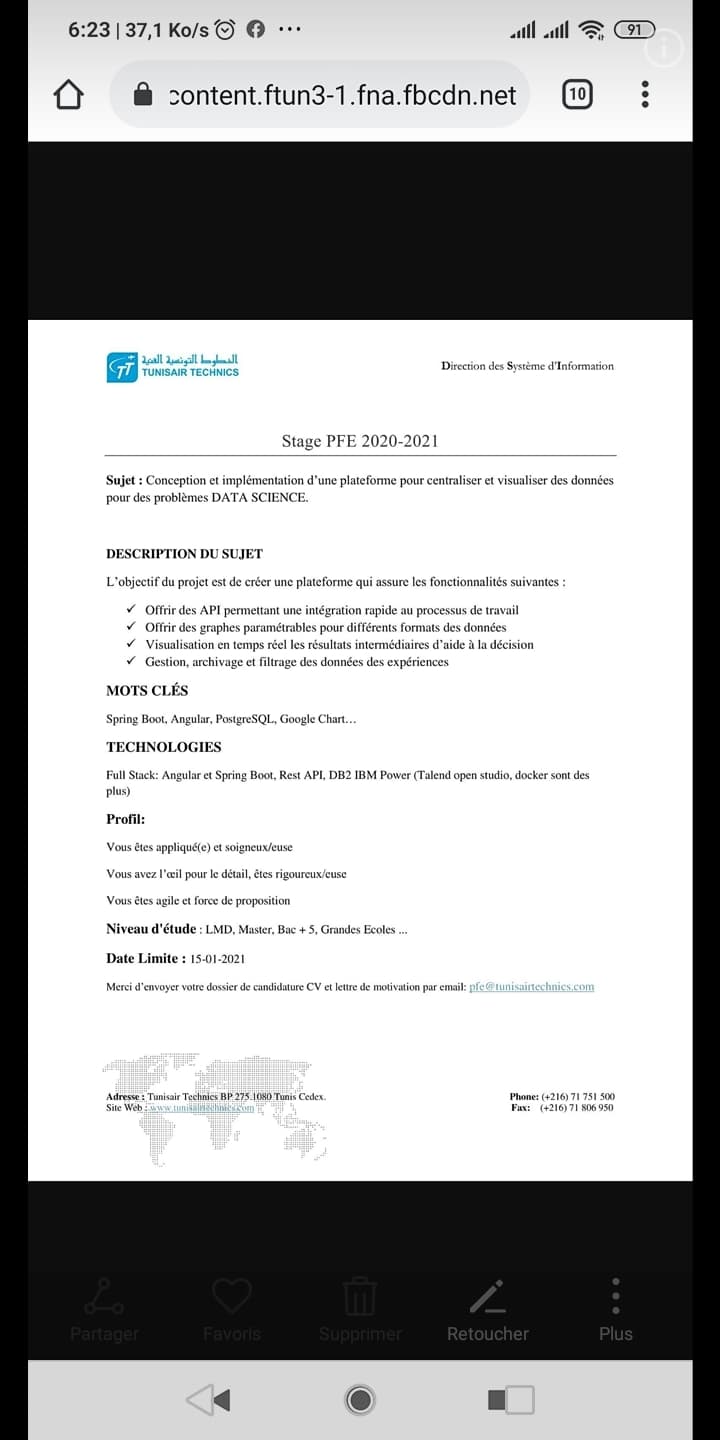 6:23 | 37,1 Ko/s ...
91
content.ftun3-1.fna.fbcdn.net
10
الخطوط التونسية الفنية
TUNISAIR TECHNICS
Direction des Système d'Information
Stage PFE 2020-2021
Sujet : Conception et implémentation d'une plateforme pour centraliser et visualiser des données
pour des problèmes DATA SCIENCE.
DESCRIPTION DU SUJET
L'objectif du projet est de créer une plateforme qui assure les fonctionnalités suivantes :
✓ Offrir des API permettant une intégration rapide au processus de travail
✓ Offrir des graphes paramétrables pour différents formats des données
✓ Visualisation en temps réel les résultats intermédiaires d'aide à la décision
✓ Gestion, archivage et filtrage des données des expériences
MOTS CLÉS
Spring Boot, Angular, PostgreSQL, Google Chart…
TECHNOLOGIES
Full Stack: Angular et Spring Boot, Rest API, DB2 IBM Power (Talend open studio, docker sont des
plus)
Profil:
Vous êtes appliqué(e) et soigneux/euse
Vous avez l'œil pour le détail, êtes rigoureux/euse
Vous êtes agile et force de proposition
Niveau d'étude : LMD, Master, Bac + 5, Grandes Ecoles ...
Date Limite : 15-01-2021
Merci d'envoyer votre dossier de candidature CV et lettre de motivation par email: pfe@tunisairtechnics.com
Adresse : Tunisair Technics BP 275.1080 Tunis Cedex.
Site Web : www.tunisairtechnics.com
Phone: (+216) 71 751 500
Fax: (+216) 71 806 950
Partager
Favoris
Supprimer
Retoucher
Plus